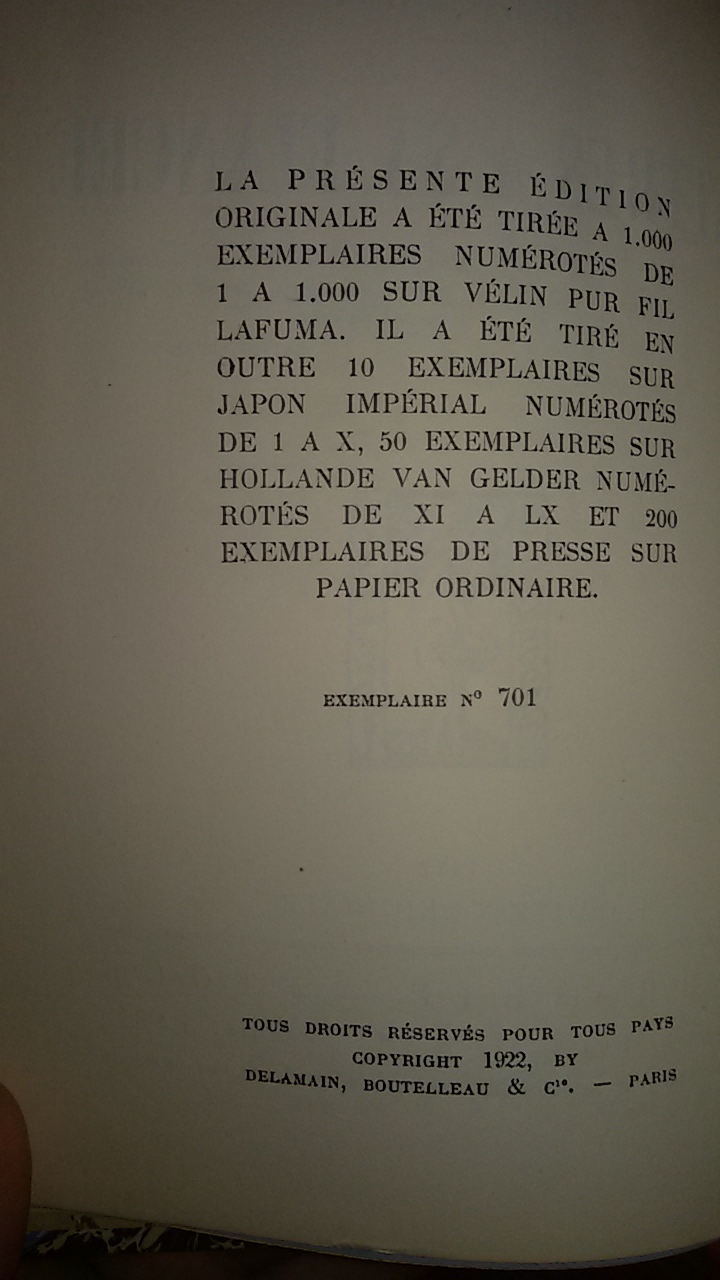 LA PRÉSENTE ÉDITION
ORIGINALE A ÉTÉ TIRÉE A 1.000
EXEMPLAIRES NUMÉROTÉS DE
1 A 1.000 SUR VÉLIN PUR FIL
LAFUMA. IL A ÉTÉ TIRÉ EN
OUTRE 10 EXEMPLAIRES SUR
JAPON IMPÉRIAL NUMÉROTÉS
DE 1 A X, 50 EXEMPLAIRES SUR
HOLLANDE VAN GELDER NUMÉ-
ROTÉS DE XI A LX ET 200
EXEMPLAIRES DE PRESSE SUR
PAPIER ORDINAIRE.
EXEMPLAIRE Nº 701
TOUS DROITS RÉSERVÉS POUR TOUS PAYS
COPYRIGHT 1922, BY
DELAMAIN, BOUTELLEAU & Cⁱᵉ. — PARIS